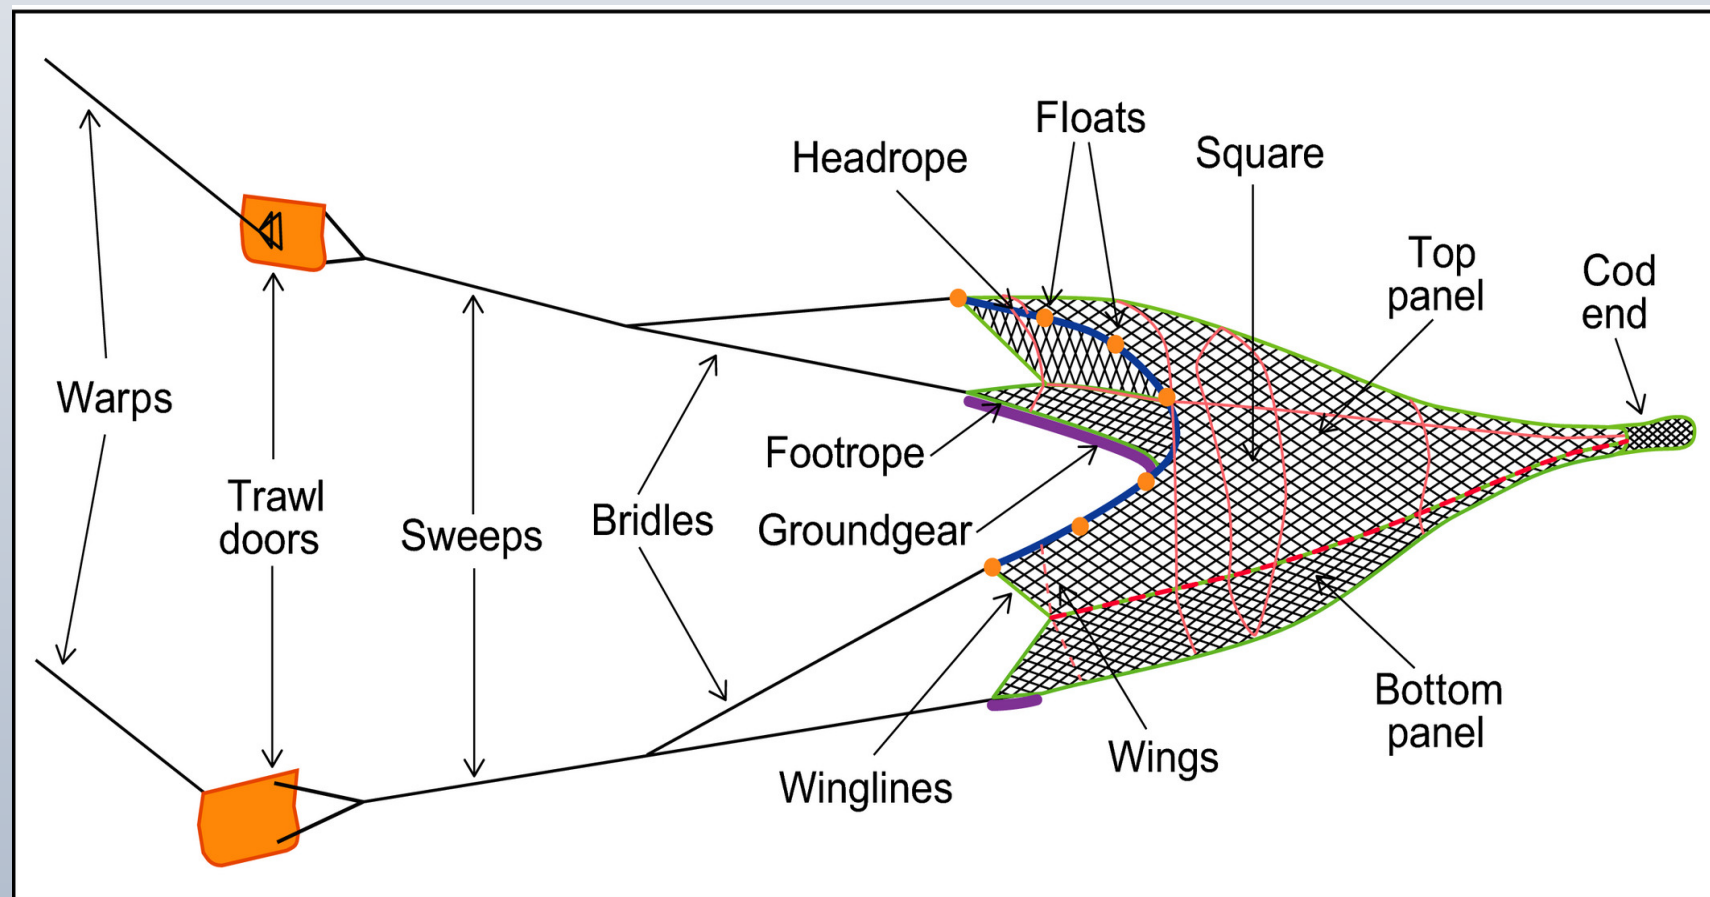 Floats
Headrope
Square
Top
panel
Cod
end
Warps
Footrope
Trawl
doors
Sweeps
Bridles
Groundgear
Bottom
panel
Wings
Winglines